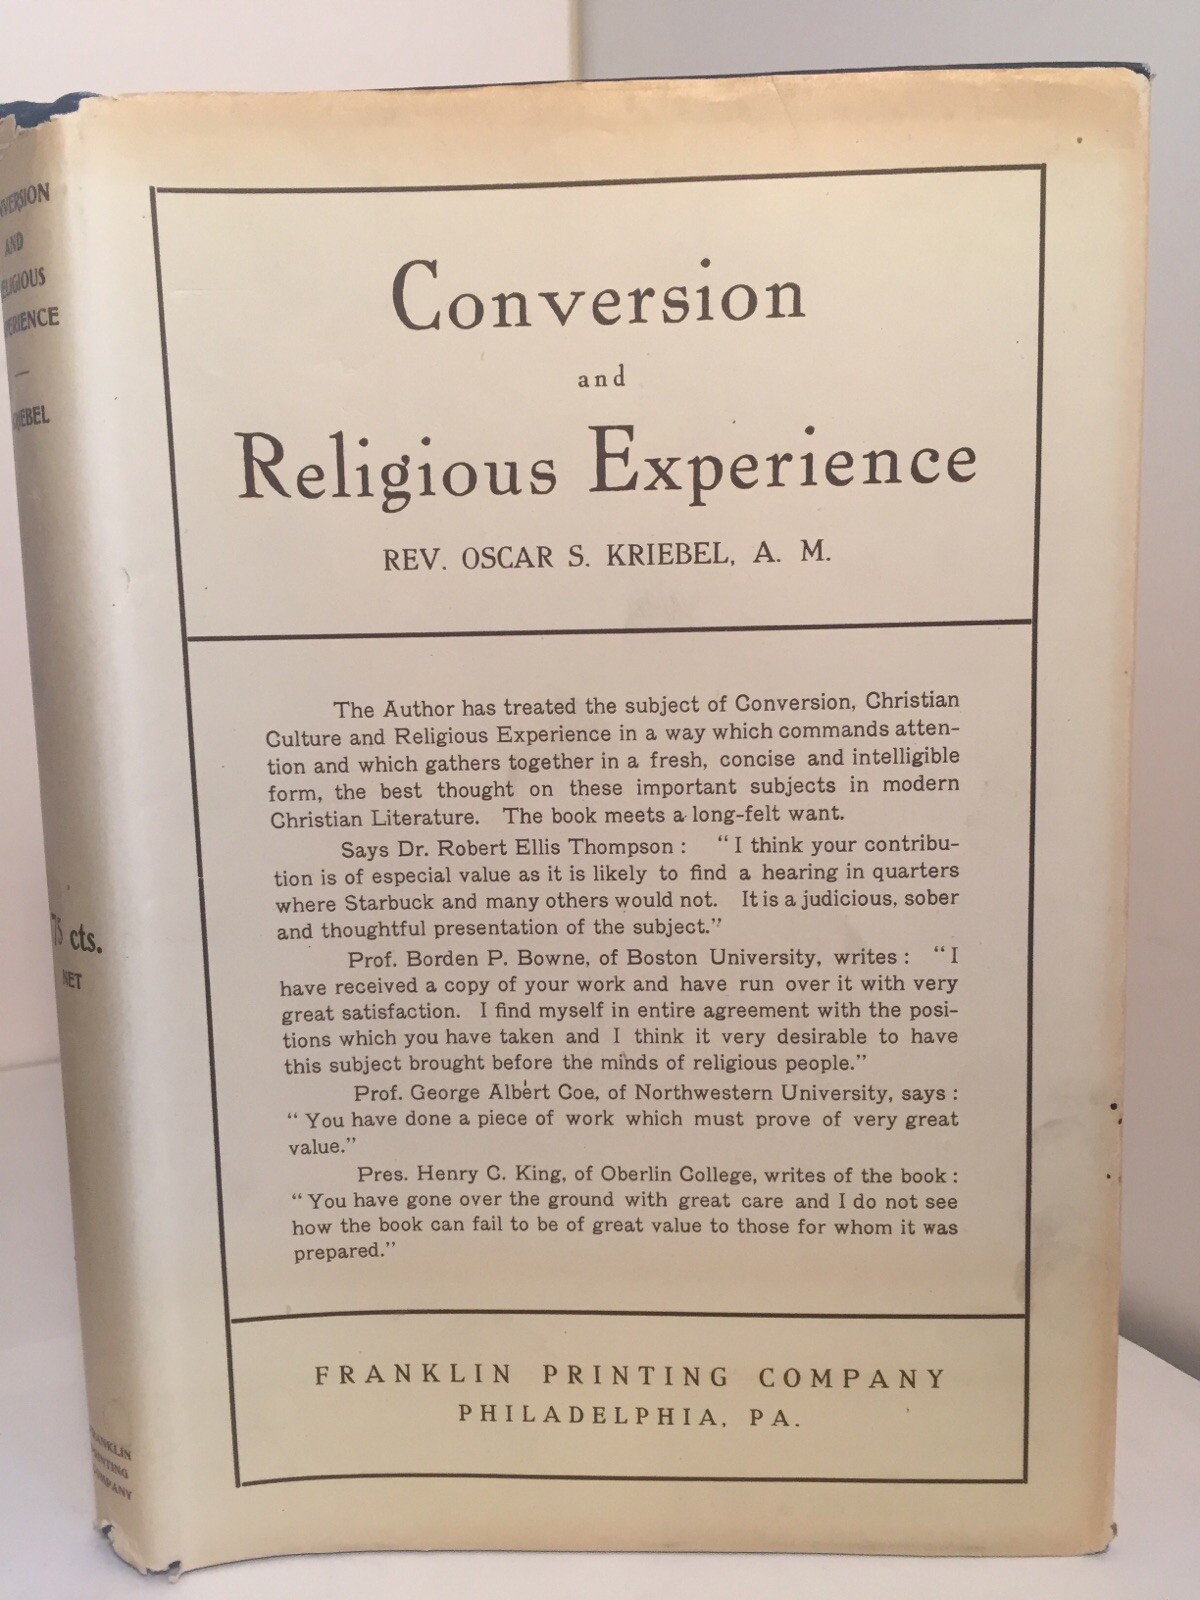 Conversion
and
Religious Experience
REV. OSCAR S. KRIEBEL, A. M.
The Author has treated the subject of Conversion, Christian
Culture and Religious Experience in a way which commands atten-
tion and which gathers together in a fresh, concise and intelligible
form, the best thought on these important subjects in modern
Christian Literature. The book meets a long-felt want.
Says Dr. Robert Ellis Thompson: "I think your contribu-
tion is of especial value as it is likely to find a hearing in quarters
where Starbuck and many others would not. It is a judicious, sober
and thoughtful presentation of the subject."
Prof. Borden P. Bowne, of Boston University, writes: "I
have received a copy of your work and have run over it with very
great satisfaction. I find myself in entire agreement with the posi-
tions which you have taken and I think it very desirable to have
this subject brought before the minds of religious people."
Prof. George Albert Coe, of Northwestern University, says:
"You have done a piece of work which must prove of very great
value."
Pres. Henry C. King, of Oberlin College, writes of the book:
"You have gone over the ground with great care and I do not see
how the book can fail to be of great value to those for whom it was
prepared."
FRANKLIN PRINTING COMPANY
PHILADELPHIA, PA.
AND
75 cts.
NET